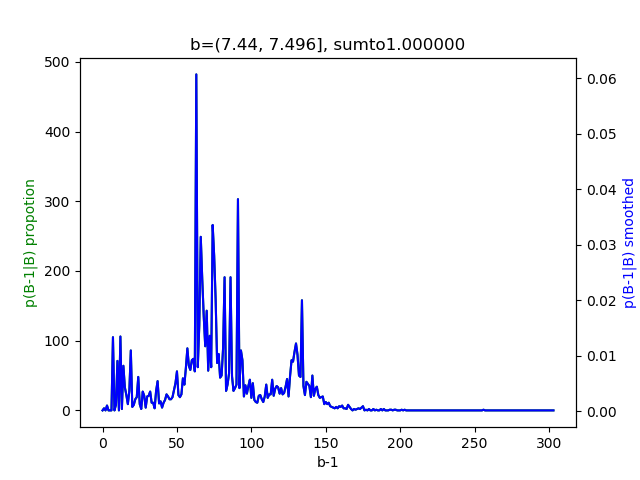 b=(7.44, 7.496], sumto1.000000
500
400
300
200
100
0
p(B-1|B) propotion
0.06
0.05
0.04
0.03
0.02
0.01
0.00
p(B-1|B) smoothed
0 50 100 150 200 250 300
b-1